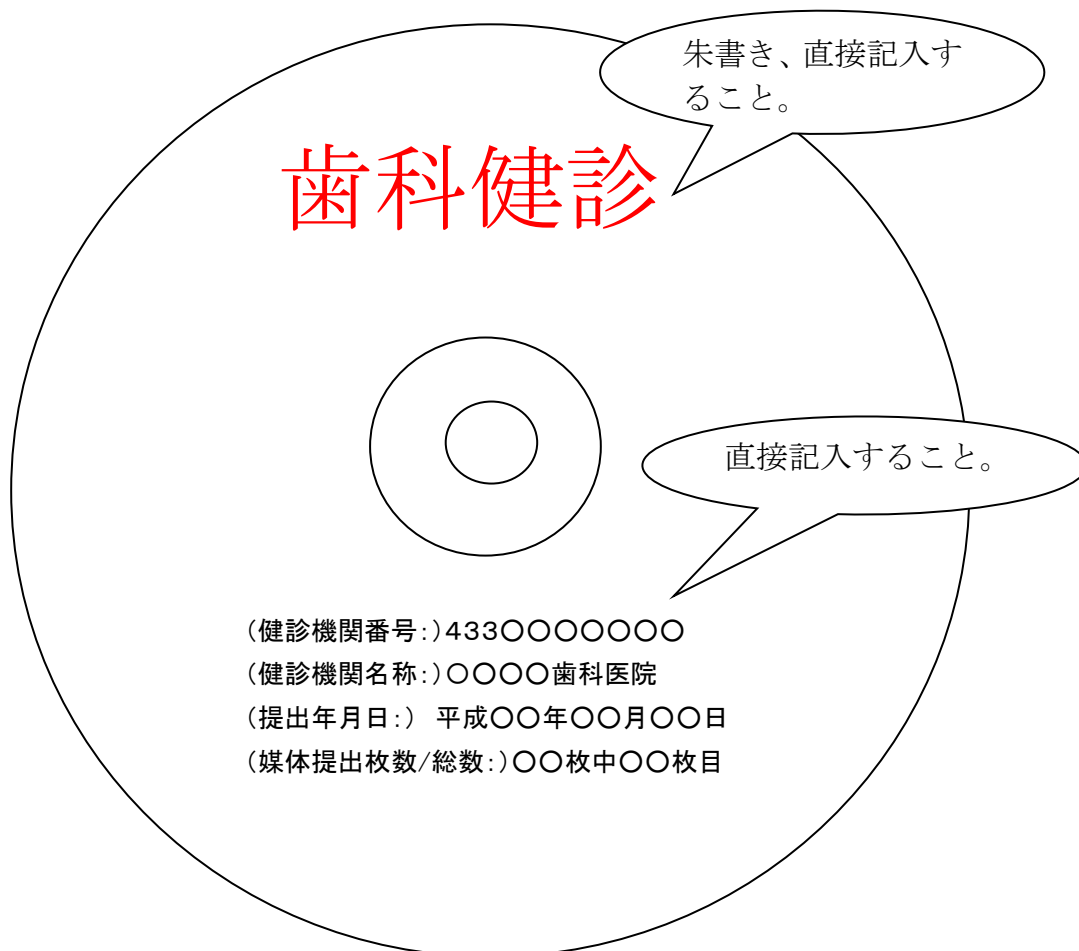 朱書き、直接記入す
ること。
歯科健診
直接記入すること。
（健診機関番号：）433〇〇〇〇〇〇〇
（健診機関名称：）〇〇〇〇歯科医院
（提出年月日：）　平成〇〇年〇〇月〇〇日
（媒体提出枚数/総数：）〇〇枚中〇〇枚目